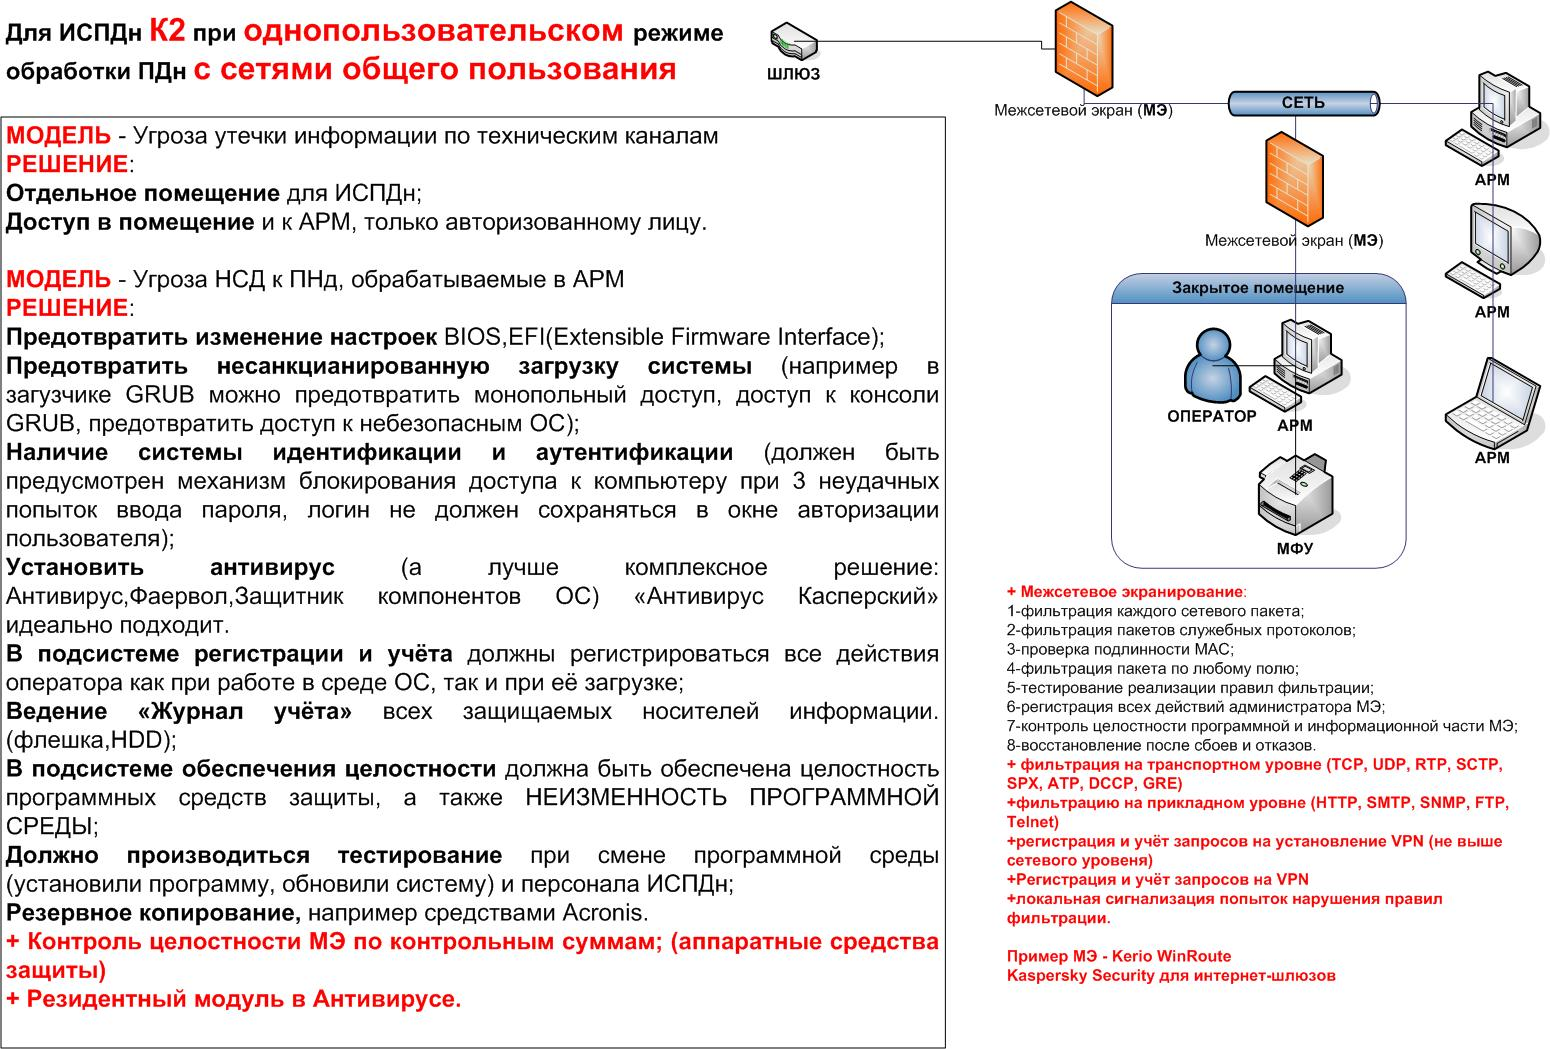 Для ИСПДн К2 при однопользовательском режиме
обработки ПДн с сетями общего пользования
МОДЕЛЬ - Угроза утечки информации по техническим каналам
РЕШЕНИЕ:
Отдельное помещение для ИСПДн;
Доступ в помещение и к АРМ, только авторизованному лицу.
МОДЕЛЬ - Угроза НСД к ПНд, обрабатываемые в АРМ
РЕШЕНИЕ:
Предотвратить изменение настроек BIOS,EFI(Extensible Firmware Interface);
Предотвратить несанкцианированную загрузку системы (например в
загузчике GRUB можно предотвратить монопольный доступ, доступ к консоли
GRUB, предотвратить доступ к небезопасным ОС);
Наличие системы идентификации и аутентификации (должен быть
предусмотрен механизм блокирования доступа к компьютеру при 3 неудачных
попыток ввода пароля, логин не должен сохраняться в окне авторизации
пользователя);
Установить антивирус (а лучше комплексное решение:
Антивирус,Фаервол,Защитник компонентов ОС) «Антивирус Касперский»
идеально подходит.
В подсистеме регистрации и учёта должны регистрироваться все действия
оператора как при работе в среде ОС, так и при её загрузке;
Ведение «Журнал учёта» всех защищаемых носителей информации.
(флешка,HDD);
В подсистеме обеспечения целостности должна быть обеспечена целостность
программных средств защиты, а также НЕИЗМЕННОСТЬ ПРОГРАММНОЙ
СРЕДЫ;
Должно производиться тестирование при смене программной среды
(установили программу, обновили систему) и персонала ИСПДн;
Резервное копирование, например средствами Acronis.
+ Контроль целостности МЭ по контрольным суммам; (аппаратные средства
защиты)
+ Резидентный модуль в Антивирусе.
ШЛЮЗ
Межсетевой экран (МЭ)
СЕТЬ
АРМ
Межсетевой экран (МЭ)
АРМ
Закрытое помещение
ОПЕРАТОР
АРМ
АРМ
МФУ
+ Межсетевое экранирование:
1-фильтрация каждого сетевого пакета;
2-фильтрация пакетов служебных протоколов;
3-проверка подлинности MAC;
4-фильтрация пакета по любому полю;
5-тестирование реализации правил фильтрации;
6-регистрация всех действий администратора МЭ;
7-контроль целостности программной и информационной части МЭ;
8-восстановление после сбоев и отказов.
+ фильтрация на транспортном уровне (TCP, UDP, RTP, SCTP,
SPX, ATP, DCCP, GRE)
+фильтрацию на прикладном уровне (HTTP, SMTP, SNMP, FTP,
Telnet)
+регистрация и учёт запросов на установление VPN (не выше
сетевого уровеня)
+Регистрация и учёт запросов на VPN
+локальная сигнализация попыток нарушения правил
фильтрации.
Пример МЭ - Kerio WinRoute
Kaspersky Security для интернет-шлюзов